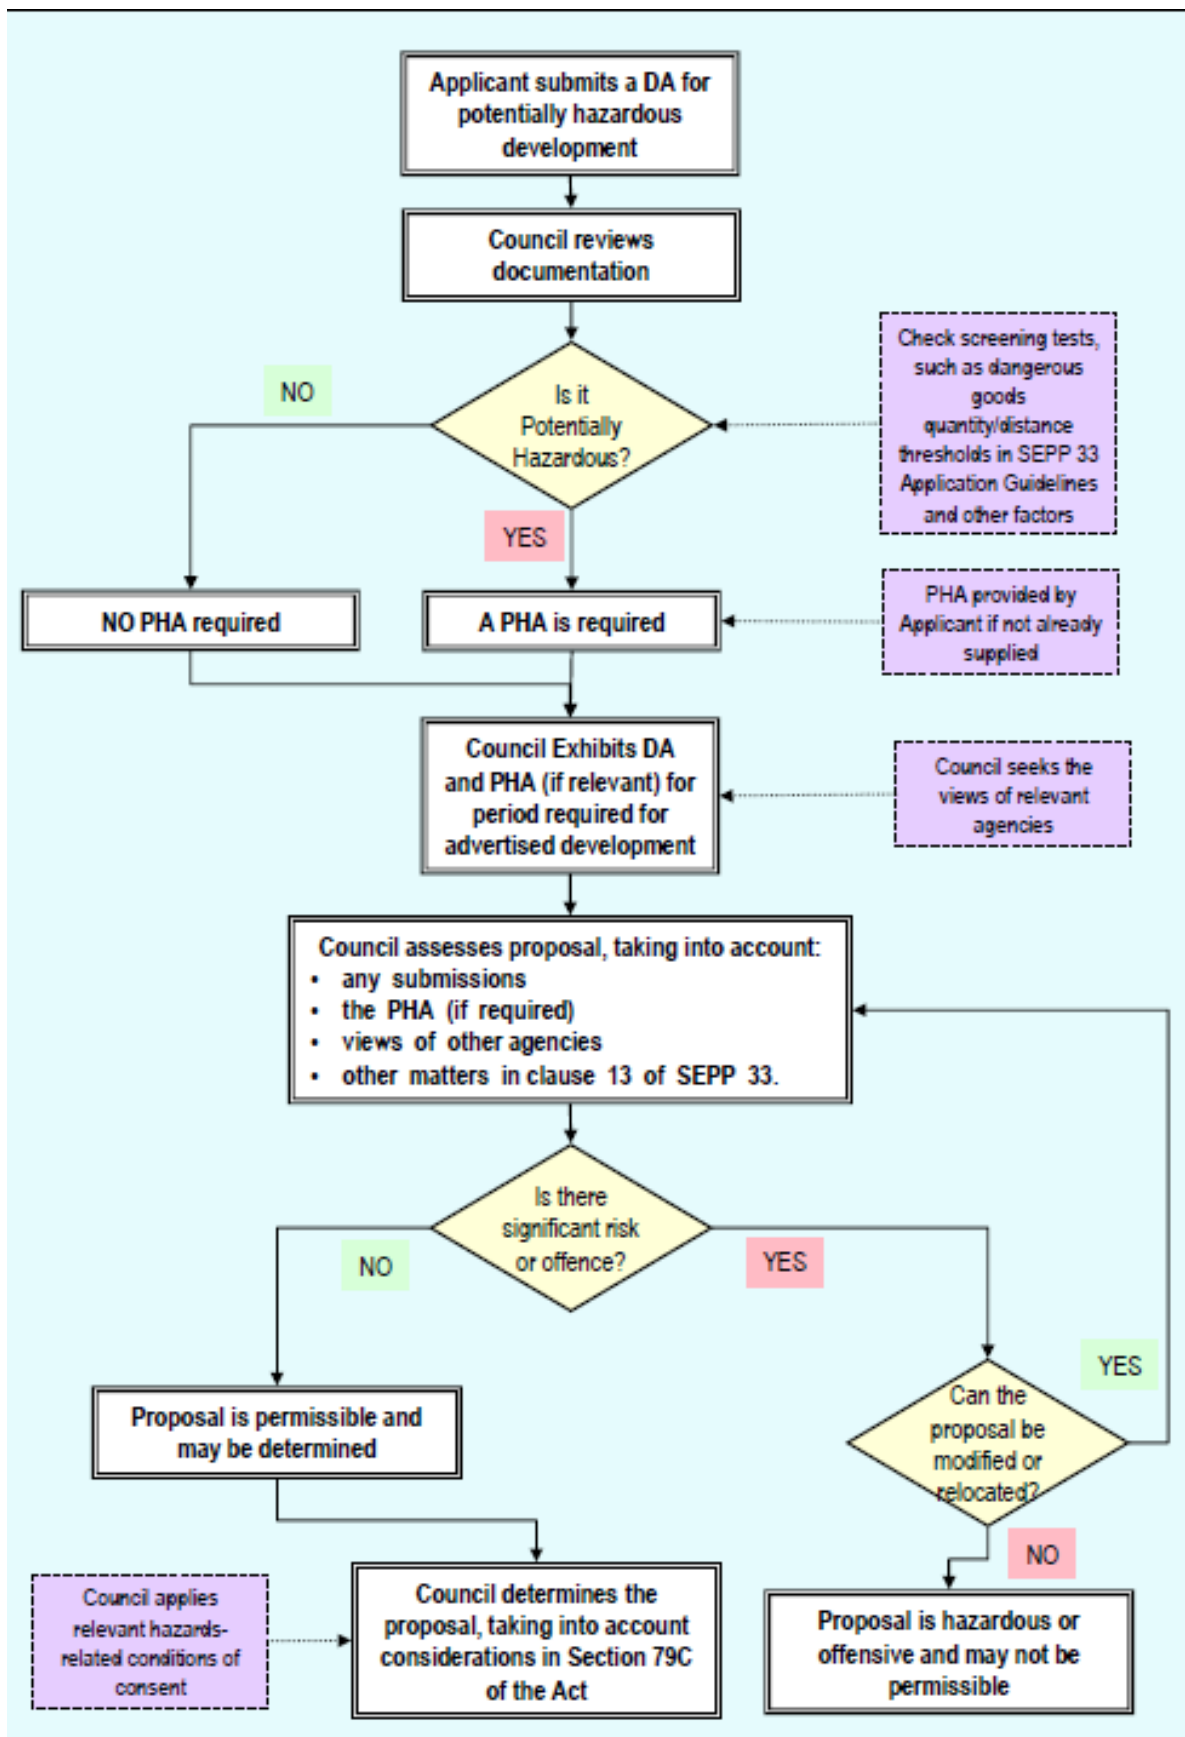 Applicant submits a DA for
potentially hazardous
development
Council reviews
documentation
Check screening tests,
such as dangerous
goods
quantity/distance
thresholds in SEPP 33
Application Guidelines
and other factors
NO
Is it
Potentially
Hazardous?
YES
NO PHA required
A PHA is required
PHA provided by
Applicant if not already
supplied
Council Exhibits DA
and PHA (if relevant) for
period required for
advertised development
Council seeks the
views of relevant
agencies
Council assesses proposal, taking into account:
• any submissions
• the PHA (if required)
• views of other agencies
• other matters in clause 13 of SEPP 33.
Is there
significant risk
or offence?
NO
YES
YES
Can the
proposal be
modified or
relocated?
Proposal is permissible and
may be determined
NO
Council applies
relevant hazards-
related conditions of
consent
Council determines the
proposal, taking into account
considerations in Section 79C
of the Act
Proposal is hazardous or
offensive and may not be
permissible